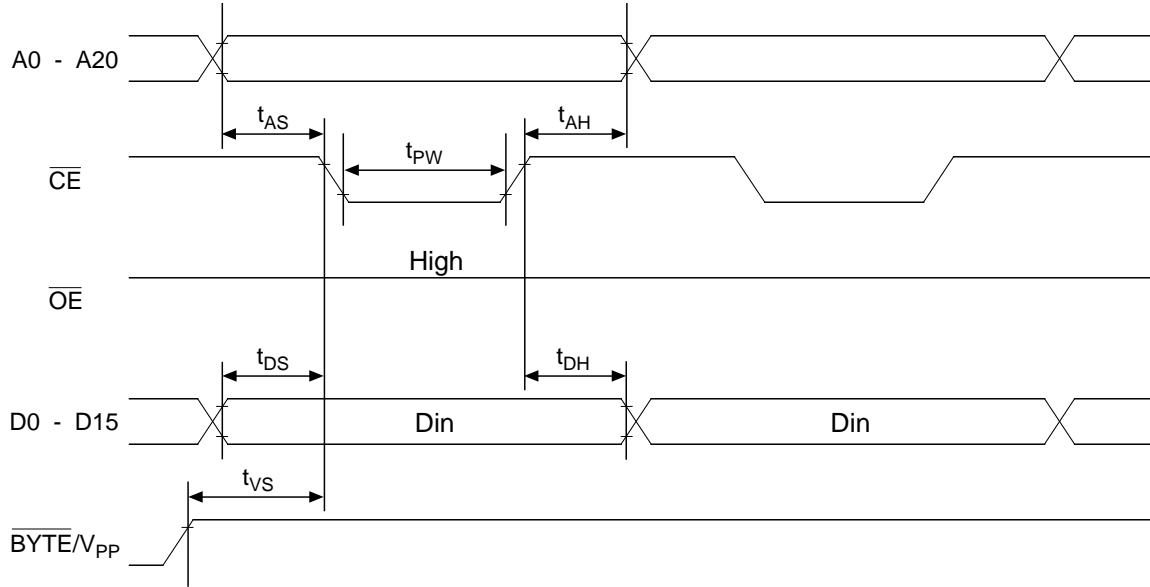 A0 - A20
tAS
tAH
tPW
CE
High
OE
tDS
tDH
D0 - D15
Din
Din
tVS
BYTE/VPP